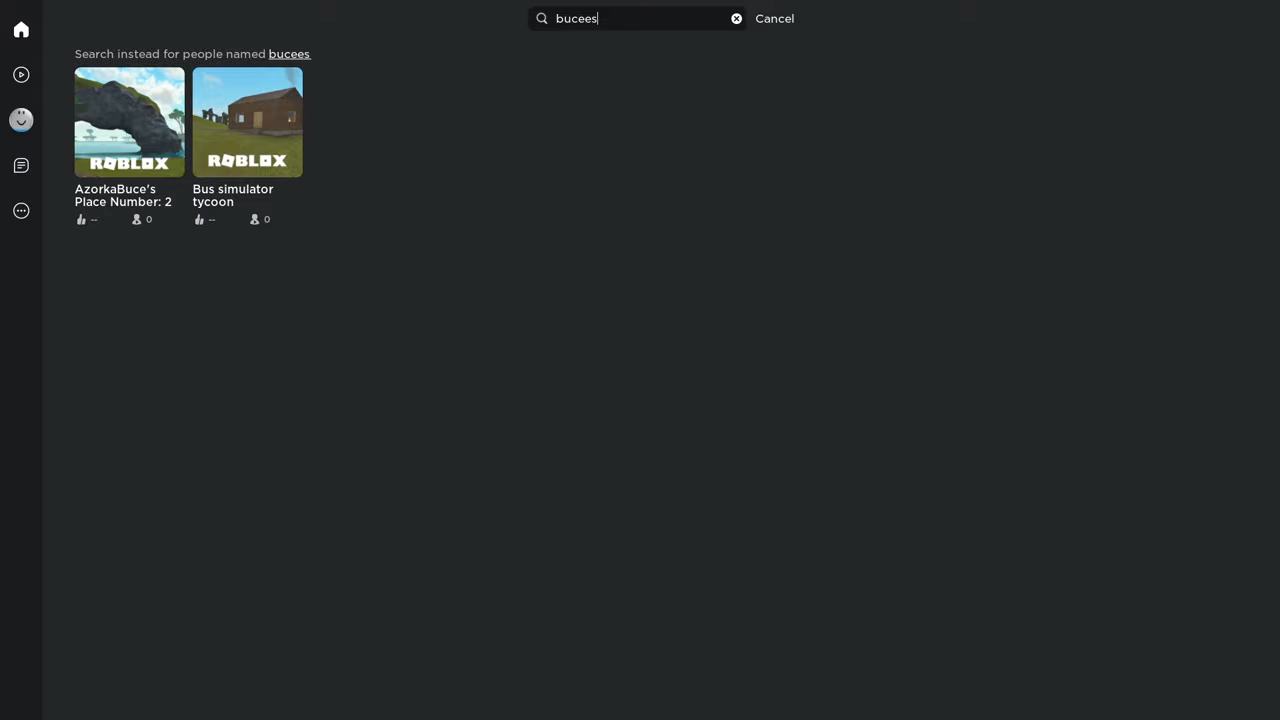 bucees
Cancel
Search instead for people named bucees
ROBLOX
ROBLOX
AzorkaBuce's
Place Number: 2
Bus simulator
tycoon
-- 0
-- 0